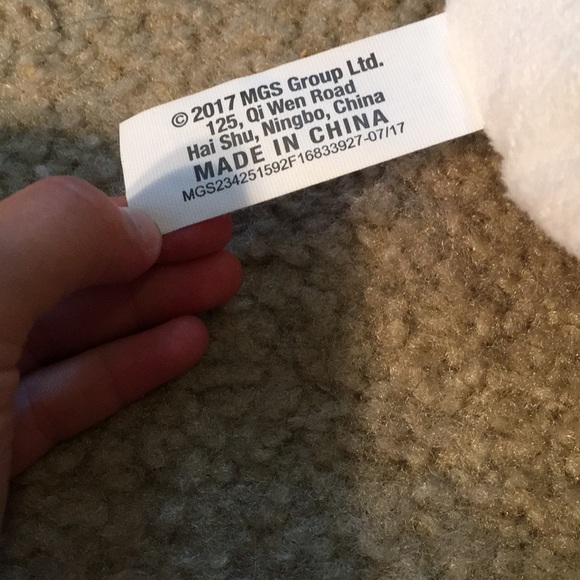 © 2017 MGS Group Ltd.
125, Qi Wen Road
Hai Shu, Ningbo, China
MADE IN CHINA
MGS234251592F16833927-07/17